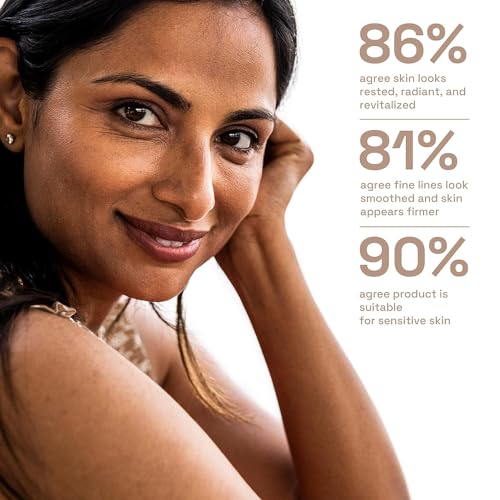 86%
agree skin looks
rested, radiant, and
revitalized
81%
agree fine lines look
smoothed and skin
appears firmer
90%
agree product is
suitable
for sensitive skin